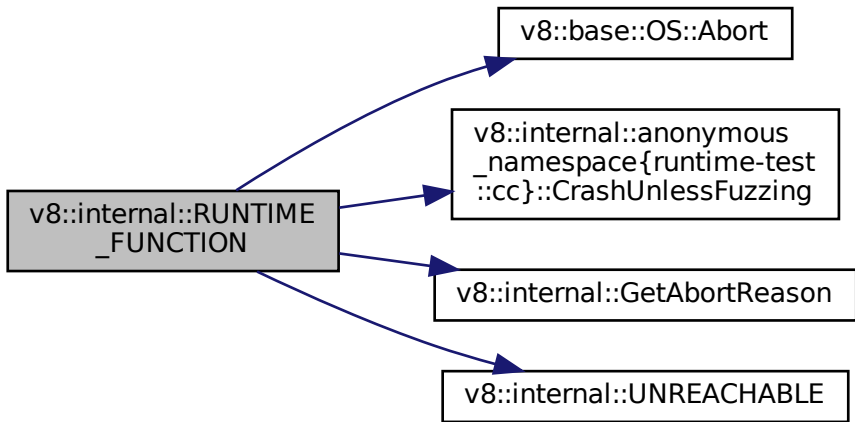 v8::base::OS::Abort
v8::internal::anonymous
_namespace{runtime-test
::cc}::CrashUnlessFuzzing
v8::internal::RUNTIME
_FUNCTION
v8::internal::GetAbortReason
v8::internal::UNREACHABLE